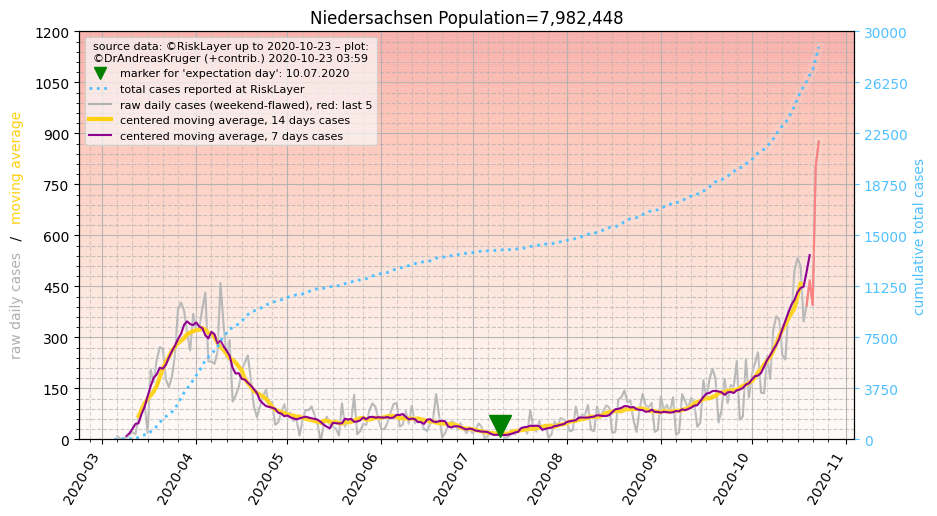 Niedersachsen Population=7,982,448
source data: ©RiskLayer up to 2020-10-23 – plot:
©DrAndreasKruger (+contrib.) 2020-10-23 03:59
marker for 'expectation day': 10.07.2020
total cases reported at RiskLayer
raw daily cases (weekend-flawed), red: last 5
centered moving average, 14 days cases
centered moving average, 7 days cases
raw daily cases / moving average
1200
1050
900
750
600
450
300
150
0
30000
26250
22500
18750
15000
11250
7500
3750
0
cumulative total cases
2020-03
2020-04
2020-05
2020-06
2020-07
2020-08
2020-09
2020-10
2020-11